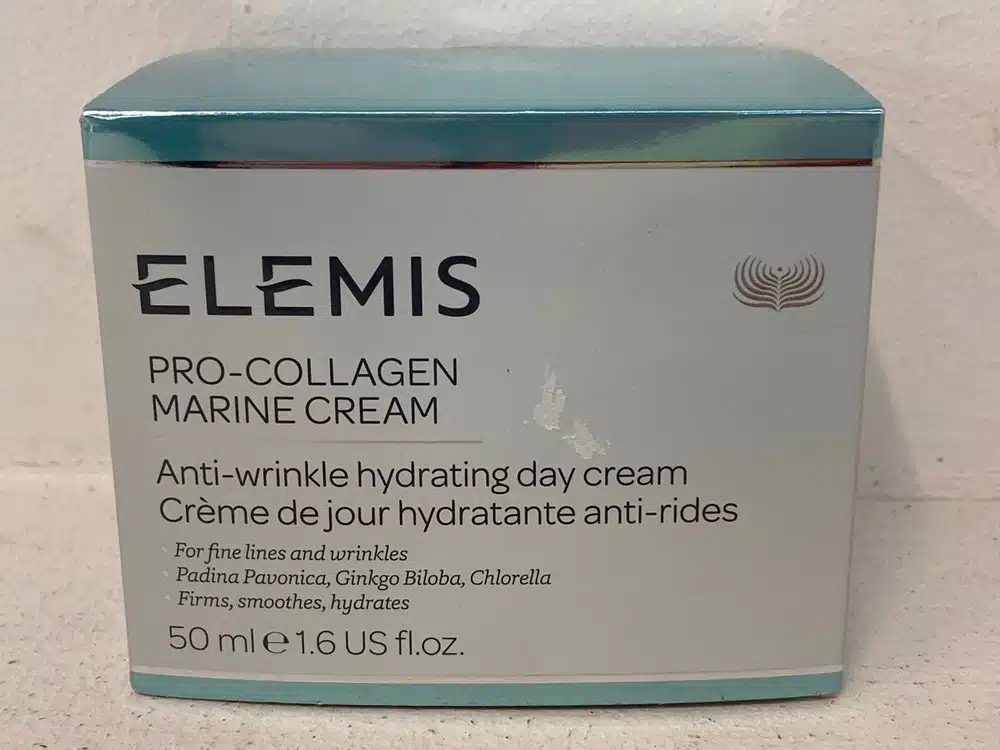 ELEMIS
PRO-COLLAGEN
MARINE CREAM
Anti-wrinkle hydrating day cream
Crème de jour hydratante anti-rides
For fine lines and wrinkles
Padina Pavonica, Ginkgo Biloba, Chlorella
Firms, smoothes, hydrates
50 ml ℮ 1.6 US fl.oz.